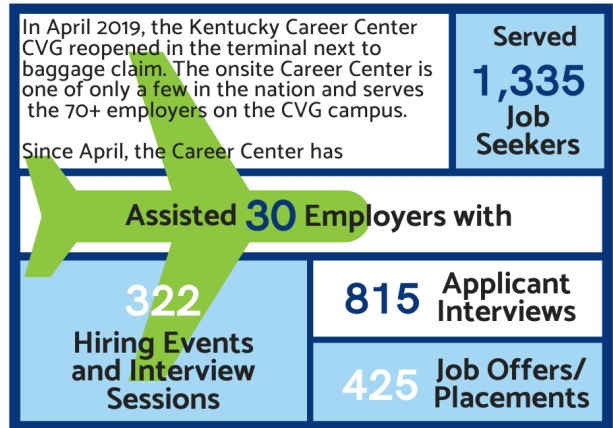 In April 2019, the Kentucky Career Center
CVG reopened in the terminal next to
baggage claim. The onsite Career Center is
one of only a few in the nation and serves
the 70+ employers on the CVG campus.
Since April, the Career Center has
Served
1,335
Job
Seekers
Assisted 30 Employers with
322
Hiring Events
and Interview
Sessions
815 Applicant
Interviews
425 Job Offers/
Placements